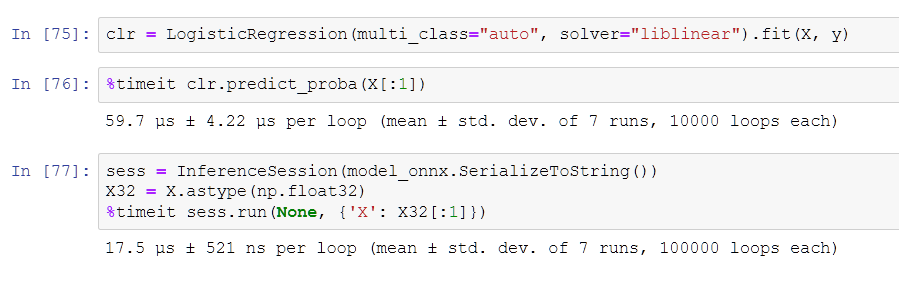 In [75]: clr = LogisticRegression(multi_class="auto", solver="liblinear").fit(X, y)
In [76]: %timeit clr.predict_proba(X[:1])
59.7 µs ± 4.22 µs per loop (mean ± std. dev. of 7 runs, 10000 loops each)
In [77]: sess = InferenceSession(model_onnx.SerializeToString())
X32 = X.astype(np.float32)
%timeit sess.run(None, {'X': X32[:1]})
17.5 µs ± 521 ns per loop (mean ± std. dev. of 7 runs, 100000 loops each)